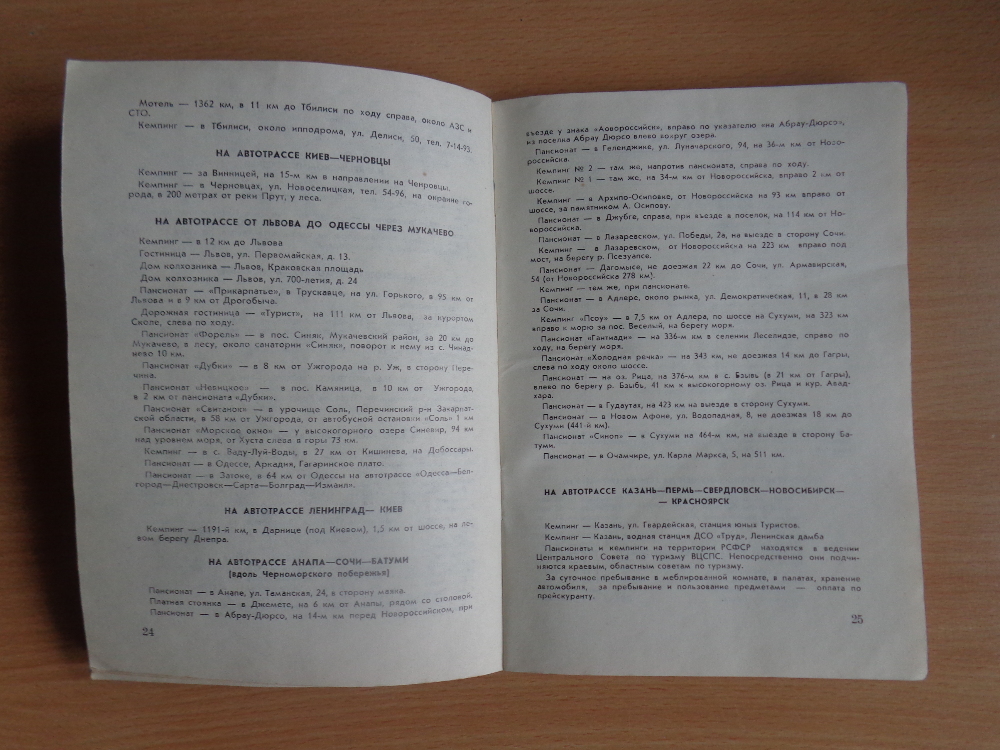 Мотель — 1362 км, в 11 км до Тбилиси по ходу справа, около АЗС и
СТО.
Кемпинг — в Тбилиси, около ипподрома, ул. Делиси, 50, тел. 7-14-93.
НА АВТОТРАССЕ КИЕВ—ЧЕРНОВЦЫ
Кемпинг — за Винницей, на 15-м км в направлении на Черновцы.
Кемпинг — в Черновцах, ул. Новоселицкая, тел. 54-96, на окраине го-
рода, в 200 метрах от реки Прут, у леса.
НА АВТОТРАССЕ ОТ ЛЬВОВА ДО ОДЕССЫ ЧЕРЕЗ МУКАЧЕВО
Кемпинг — в 12 км до Львова
Гостиница — Львов, ул. Первомайская, д. 13.
Дом колхозника — Львов, Краковская площадь
Дом колхозника — Львов, ул. 700-летия, д. 24
Пансионат — «Прикарпатье», в Трускавце, на ул. Горького, в 95 км от
Львова и в 9 км от Дрогобыча.
Дорожная гостиница — «Турист», на 111 км от Львова, за курортом
Сколе, слева по ходу.
Пансионат «Форель» — в пос. Синяк, Мукачевский район, за 20 км до
Мукачево, в лесу, около санатории «Синяк», поворот к нему из с. Чинад-
нево 10 км.
Пансионат «Дубки» — в 8 км от Ужгорода на р. Уж, в сторону Пере-
чина.
Пансионат «Невицкое» — в пос. Камяница, в 10 км от Ужгорода,
в 2 км от пансионата «Дубки».
Пансионат «Свитанок» — в урочищо Соль, Перечинский р-н Закарпат-
ской области, в 58 км от Ужгорода, от автобусной остановки «Соль» 1 км
Пансионат «Морское окно» — у высокогорного озера Синевир, 94 км
над уровнем моря, от Хуста слева в горы 73 км.
Кемпинг — в с. Ваду-Луй-Воды, в 27 км от Кишинева, на Добоссары.
Пансионат — в Одессе, Аркадия, Гагаринское плато.
Пансионат — в Затоке, в 64 км от Одессы на автотрассе «Одесса—Бел-
город—Днестровск—Сарта—Болград—Измаил».
НА АВТОТРАССЕ ЛЕНИНГРАД— КИЕВ
Кемпинг — 1191-й км, в Дарнице (под Киевом), 1,5 км от шоссе, на ле-
вом берегу Днепра.
НА АВТОТРАССЕ АНАПА—СОЧИ—БАТУМИ
(вдоль Черноморского побережья)
Пансионат — в Анапе, ул. Таманская, 24, в сторону маяка.
Платная стоянка — в Джемете, на 6 км от Анапы, рядом со столовой.
Пансионат — в Абрау-Дюрсо, на 14-м км перед Новороссийском, при
24
въезде у знака «Аовороссийск», вправо по указателю «на Абрау-Дюрсо»,
из поселка Абрау Дюрсо влево вокруг озера.
Пансионат — в Геленджике, ул. Луначарского, 94, на 36-м км от Ново-
российска.
Кемпинг № 2 — там же, напротив пансионата, справа по ходу.
Кемпинг № 1 — там же, на 34-м км от Новороссийска, вправо 2 км от
шоссе.
Кемпинг — в Архипо-Осиповке, от Новороссийска на 93 км вправо от
шоссе, за памятником А. Осипову.
Пансионат — в Джубге, справа, при въезде в поселок, на 114 км от Но-
вороссийска.
Пансионат — в Лазаревском, ул. Победы, 2а, на выезде в сторону Сочи.
Кемпинг — в Лазаревском, от Новороссийска на 223 км вправо под
мост, на берегу р. Псезуапсе.
Пансионат — Дагомыс, не доезжая 22 км до Сочи, ул. Армавирская,
54 (от Новороссийска 278 км).
Кемпинг — тем же, при пансионате.
Пансионат — в Адлере, около рынка, ул. Демократическая, 11, в 28 км
за Сочи.
Кемпинг «Псоу» — в 7,5 км от Адлера, по шоссе на Сухуми, на 323 км
вправо к морю за пос. Веселый, на берегу моря.
Пансионат «Гантиади» — на 336-м км в селении Леселидзе, справа по
ходу, на берегу моря.
Пансионат «Холодная речка» — на 343 км, не доезжая 14 км до Гагры,
слева по ходу около шоссе.
Пансионат — на оз. Рица, на 376-м км в с. Бзывь (в 21 км от Гагры),
влево по берегу р. Бзыбь, 41 км к высокогорному оз. Рица и кур. Авад-
хара.
Пансионат — в Гудаутах, на 423 км на выезде в сторону Сухуми.
Пансионат — в Новом Афоне, ул. Водопадная, 8, не доезжая 18 км до
Сухуми (441-й км).
Пансионат «Синоп» — в Сухуми на 464-м км, на выезде в сторону Ба-
туми.
Пансионат — в Очамчире, ул. Карла Маркса, 5, на 511 км.
НА АВТОТРАССЕ КАЗАНЬ—ПЕРМЬ—СВЕРДЛОВСК—НОВОСИБИРСК—
— КРАСНОЯРСК
Кемпинг — Казань, ул. Гвардейская, станция юных Туристов.
Кемпинг — Казань, водная станция ДСО «Труд», Ленинская дамба
Пансионаты и кемпинги на территории РСФСР находятся в ведении
Центрального Совета по туризму ВЦСПС. Непосредственно они подчи-
няются краевым, областным советам по туризму.
За суточное пребывание в меблированной комнате, в палатах, хранение
автомобиля, за пребывание и пользование предметами — оплата по
прейскуранту.
25